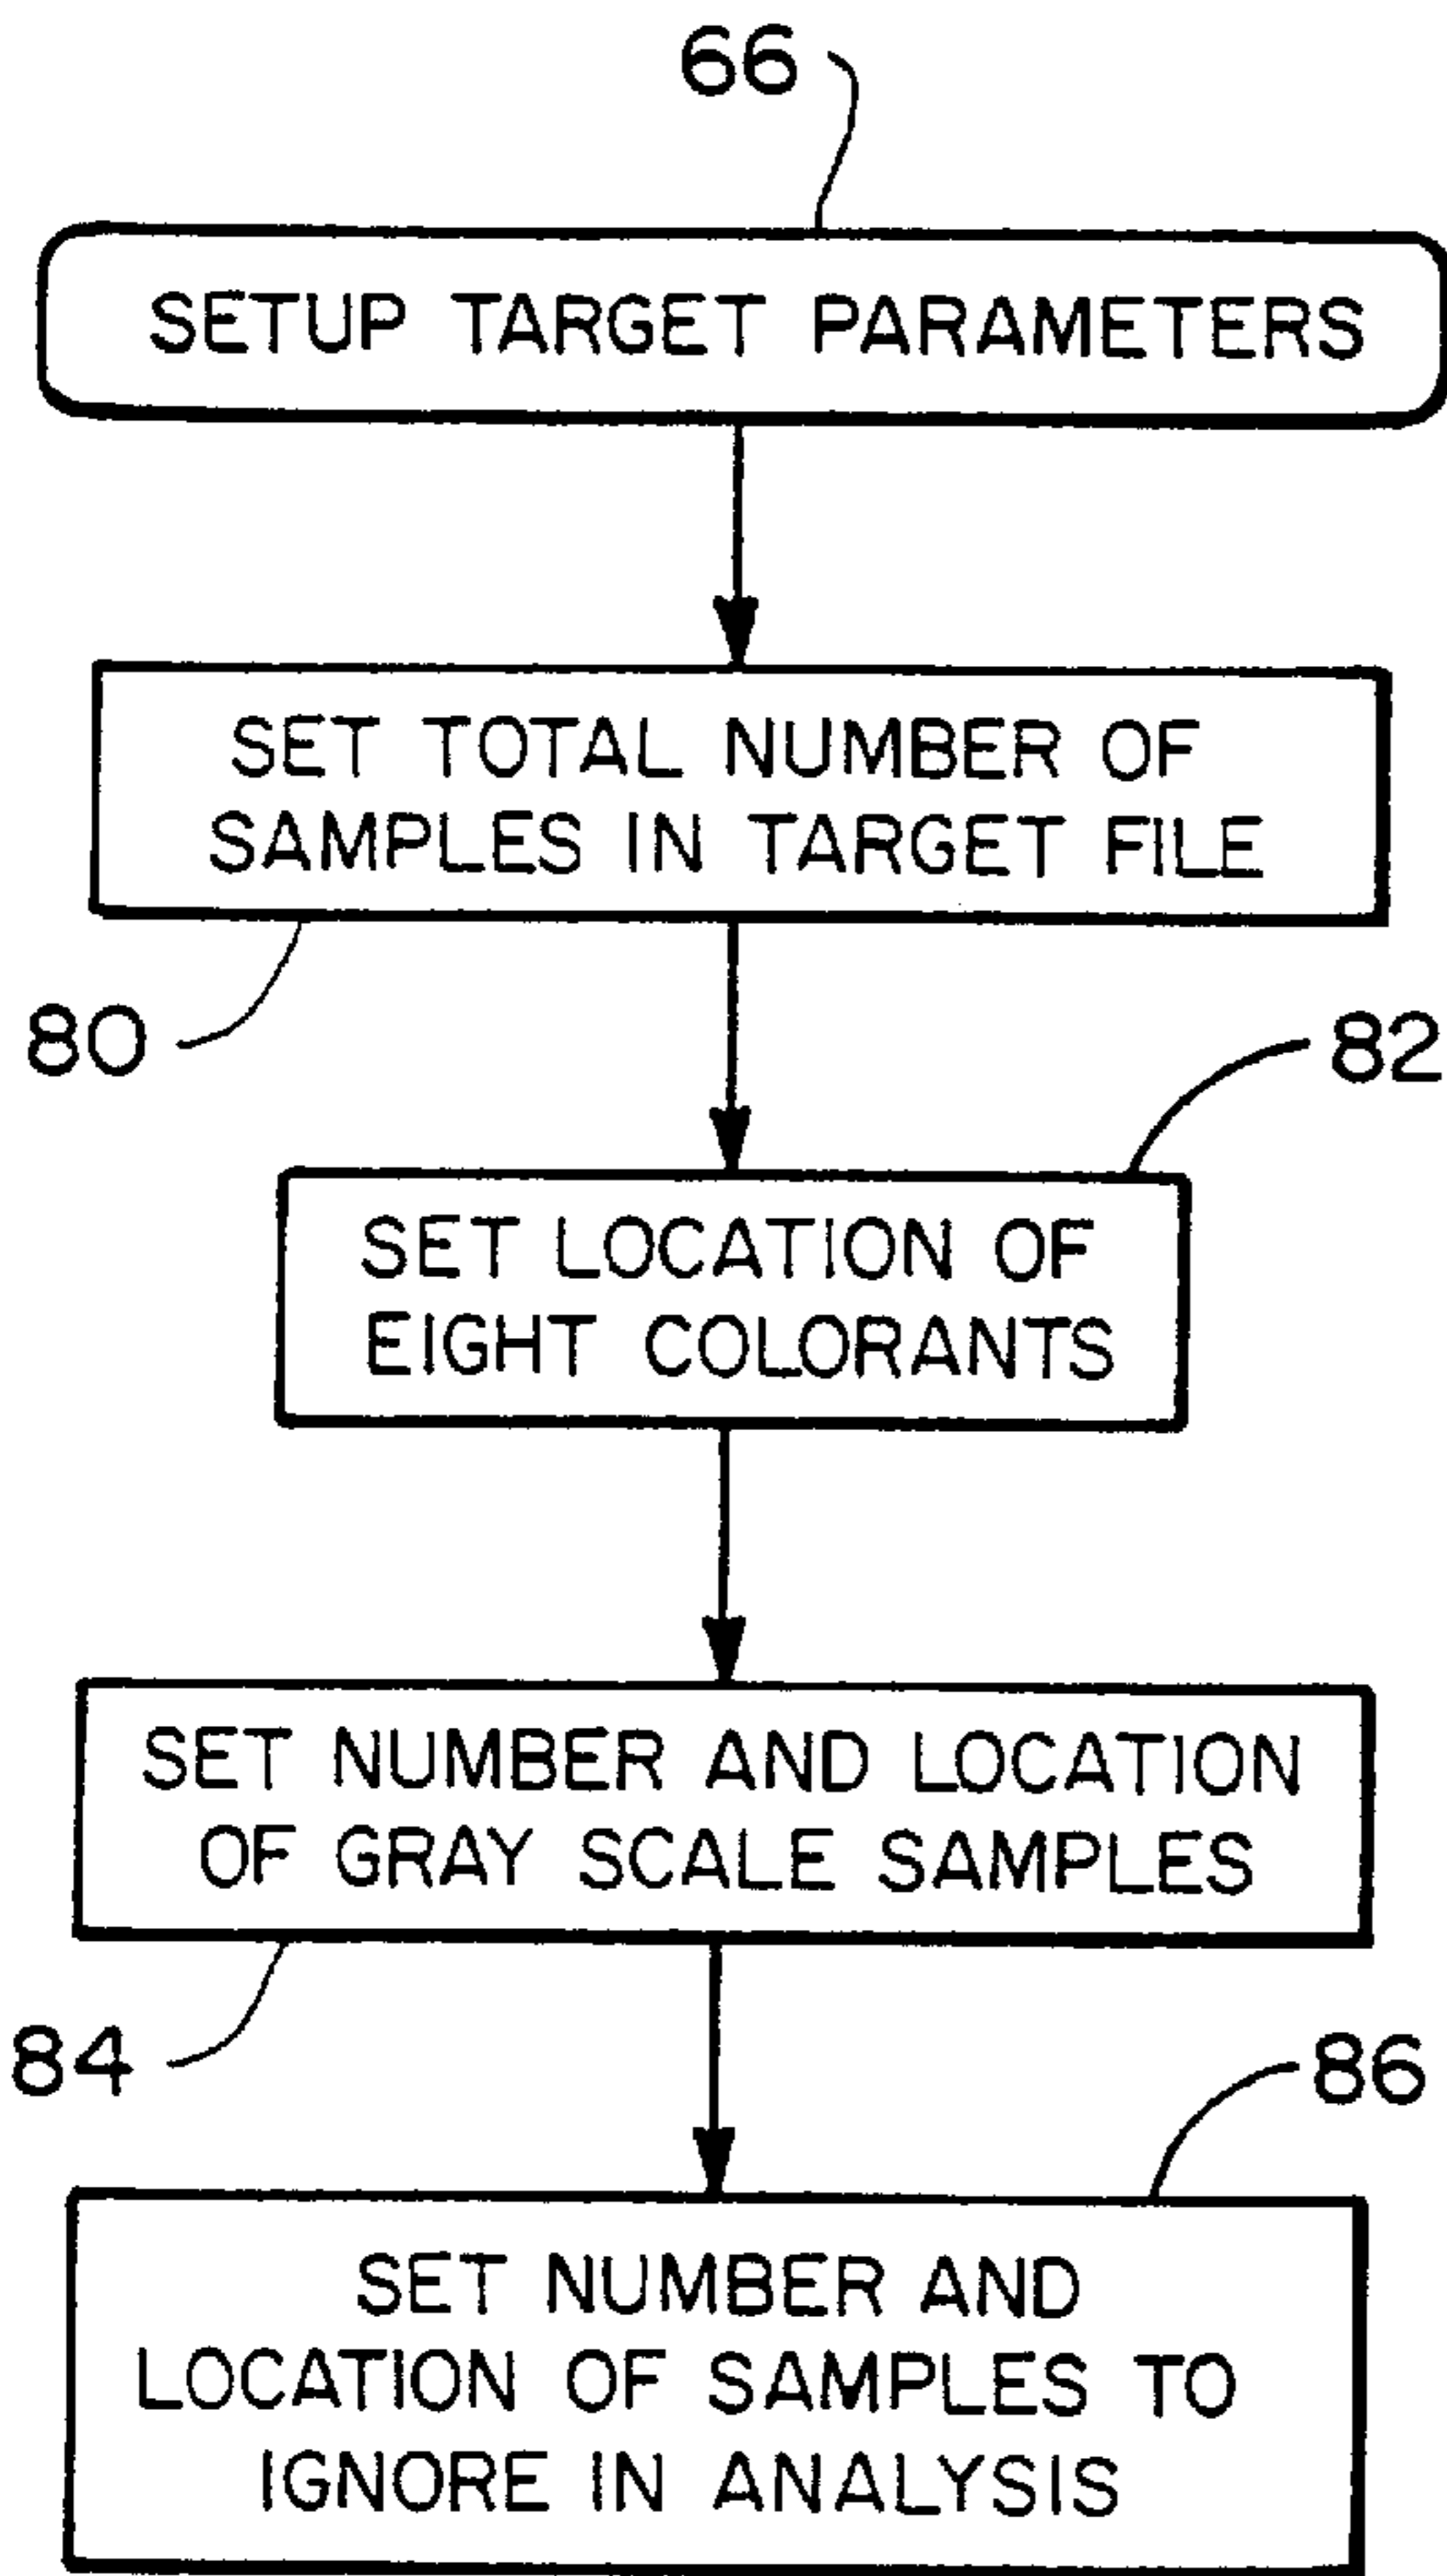 66
SETUP TARGET PARAMETERS
SET TOTAL NUMBER OF
SAMPLES IN TARGET FILE
80
82
SET LOCATION OF
EIGHT COLORANTS
SET NUMBER AND LOCATION
OF GRAY SCALE SAMPLES
84
86
SET NUMBER AND
LOCATION OF SAMPLES TO
IGNORE IN ANALYSIS